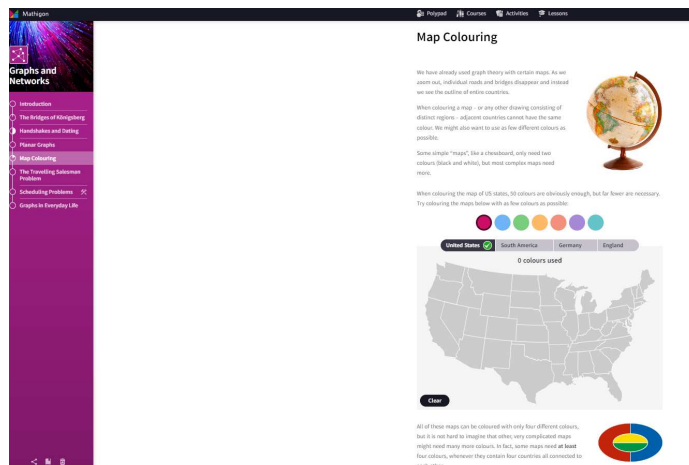 Mathigon
Polypad Courses Activities Lessons
Graphs and
Networks
Introduction
The Bridges of Königsberg
Handshakes and Dating
Planar Graphs
Map Colouring
The Travelling Salesman
Problem
Scheduling Problems
Graphs in Everyday Life
Map Colouring
We have already used graph theory with certain maps. As we
zoom out, individual roads and bridges disappear and instead
we see the outline of entire countries.
When colouring a map – or any other drawing consisting of
distinct regions – adjacent countries cannot have the same
colour. We might also want to use as few different colours as
possible.
Some simple “maps”, like a chessboard, only need two
colours (black and white), but most complex maps need
more.
When colouring the map of US states, 50 colours are obviously enough, but far fewer are necessary.
Try colouring the maps below with as few colours as possible:
United States South America Germany England
0 colours used
Clear
All of these maps can be coloured with only four different colours,
but it is not hard to imagine that other, very complicated maps
might need many more colours. In fact, some maps need at least
four colours, whenever they contain four countries all connected to